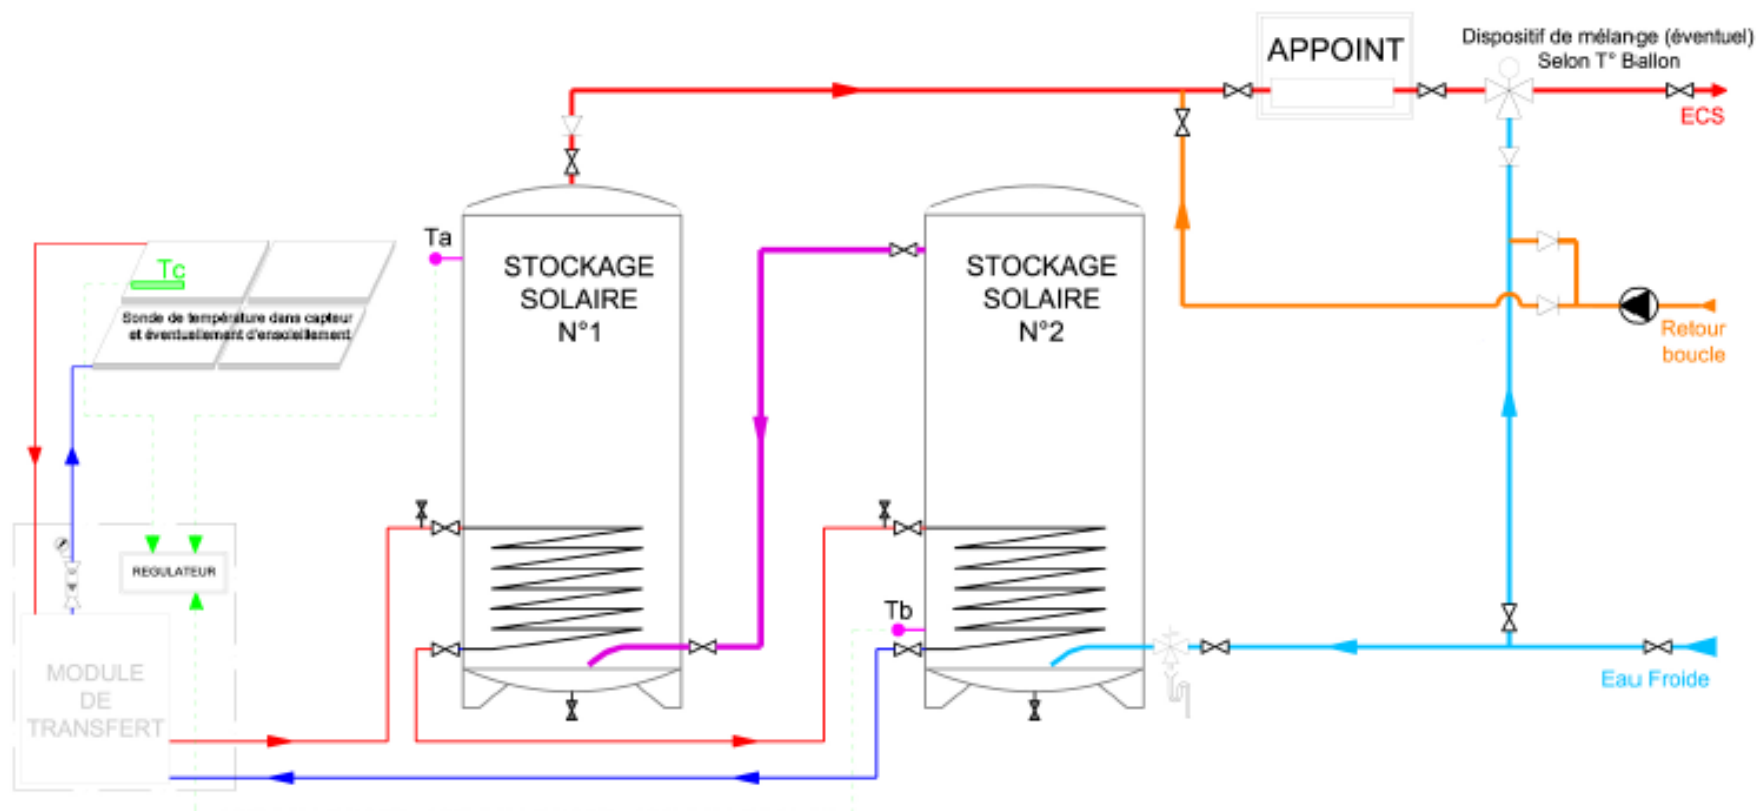 APPOINT
Dispositif de mélange (éventuel)
Selon T° Ballon
ECS
Ta
STOCKAGE
SOLAIRE
N°1
STOCKAGE
SOLAIRE
N°2
Tc
Sonde de température dans capteur
et éventuellement d'ensoleillement
Retour
boucle
REGULATEUR
Tb
MODULE
DE
TRANSFERT
Eau Froide